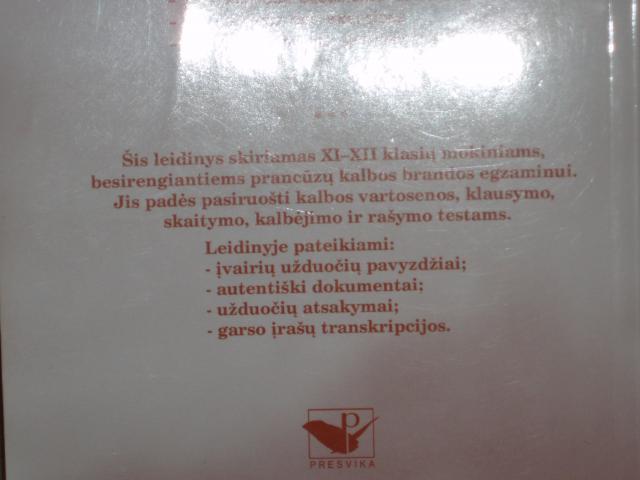 * * *
Šis leidinys skiriamas XI–XII klasių mokiniams,
besirengiantiems prancūzų kalbos brandos egzaminui.
Jis padės pasiruošti kalbos vartosenos, klausymo,
skaitymo, kalbėjimo ir rašymo testams.
Leidinyje pateikiami:
- įvairių užduočių pavyzdžiai;
- autentiški dokumentai;
- užduočių atsakymai;
- garso įrašų transkripcijos.
P
PRESVIKA